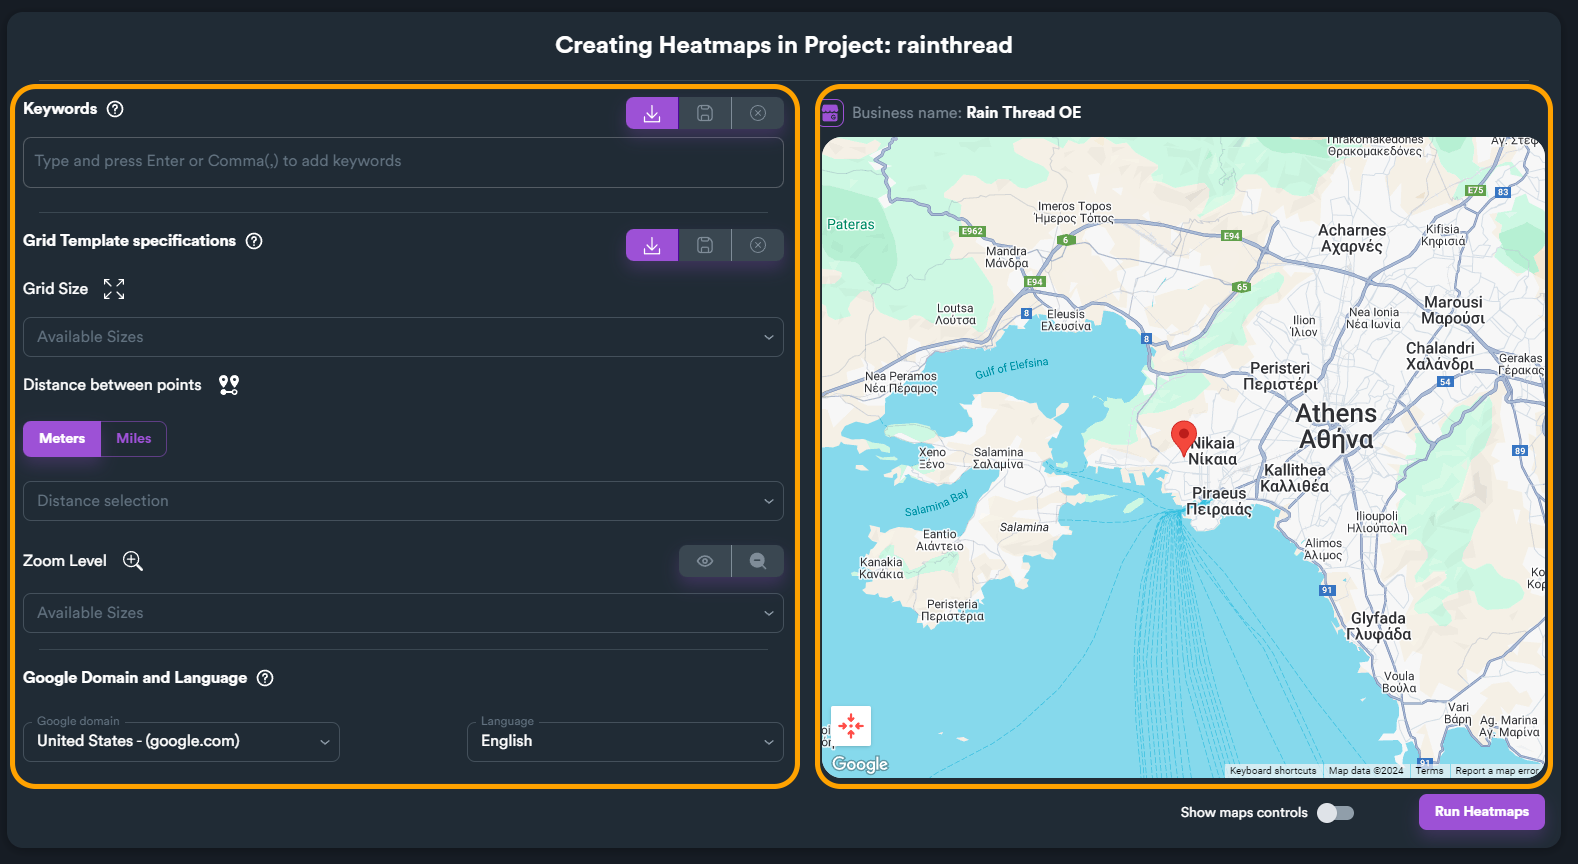 Creating Heatmaps in Project: rainthread
Keywords
Type and press Enter or Comma(,) to add keywords
Grid Template specifications
Grid Size
Available Sizes
Distance between points
Meters
Miles
Distance selection
Zoom Level
Available Sizes
Google Domain and Language
Google domain
United States - (google.com)
Language
English
Business name: Rain Thread OE
Thrakomakedones
Θρακομακεδόνες
Αγ. Στεφ
E75
83
Pateras
Imeros Topos
Ήμερος Τόπος
E962
6
E94
Acharnes
Αχαρνές
Kifisia
Κηφισιά
Mandra
Μάνδρα
E94
65
Loutsa
Λούτσα
8
Eleusis
Ελευσίνα
8
Ilion
Ίλιον
Nea Ionia
Νέα Ιωνία
Marousi
Μαρούσι
Chalandri
Χαλάνδρι
Gerakas
Γέρακας
54
Gulf of Elefsina
Nea Peramos
Νέα Πέραμος
Peristeri
Περιστέρι
Athens
Αθήνα
89
Nikaia
Νίκαια
Xeno
Ξένο
Salamina
Σαλαμίνα
Kallithea
Καλλιθέα
Salamina Bay
Piraeus
Πειραιάς
Salamina
Eantio
Αιάντειο
Ilioupoli
Ηλιούπολη
Alimos
Άλιμος
Kanakia
Κανάκια
91
Peristeria
Περιστέρια
Glyfada
Γλυφάδα
Voula
Βούλα
Vari
Βάρη
Ag. Marina
Αγ. Μαρίνα
91
Google
Keyboard shortcuts
Map data ©2024
Terms
Report a map error
Show maps controls
Run Heatmaps